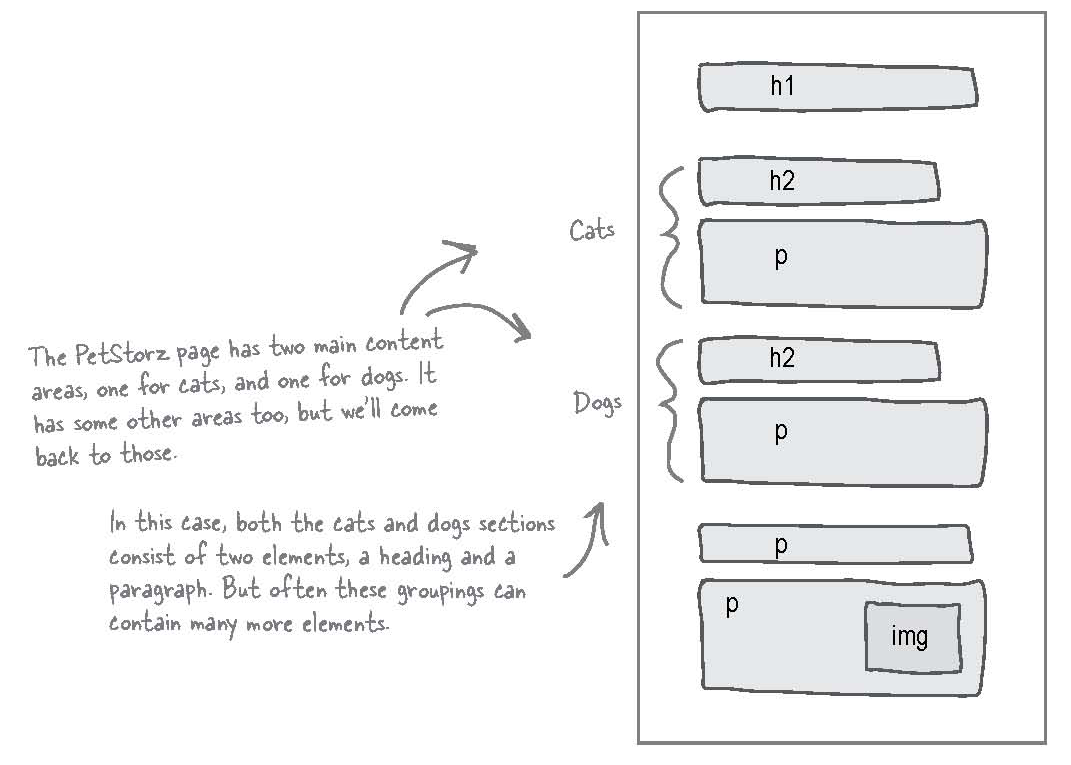 h1
h2
Cats
p
The PetStorz page has two main content
areas, one for cats, and one for dogs. It
has some other areas too, but we'll come
back to those.
h2
Dogs
p
In this case, both the cats and dogs sections
consist of two elements, a heading and a
paragraph. But often these groupings can
contain many more elements.
p
p
img